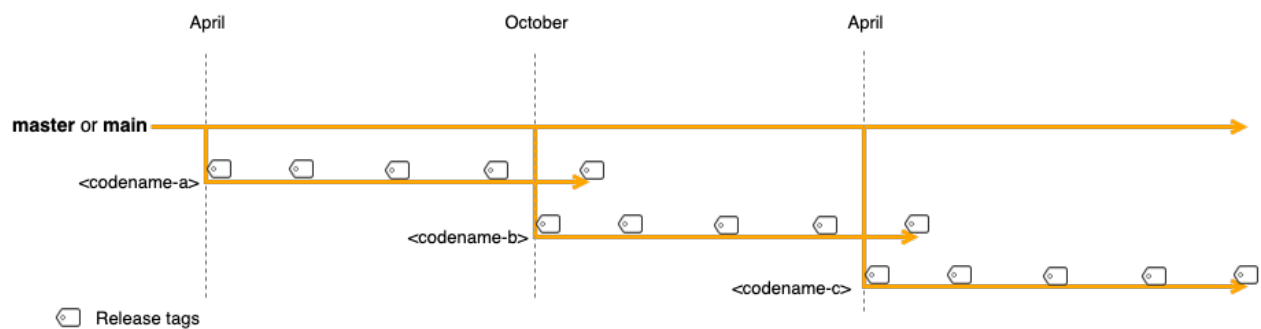 April
October
April
master or main
<codename-a>
<codename-b>
<codename-c>
Release tags